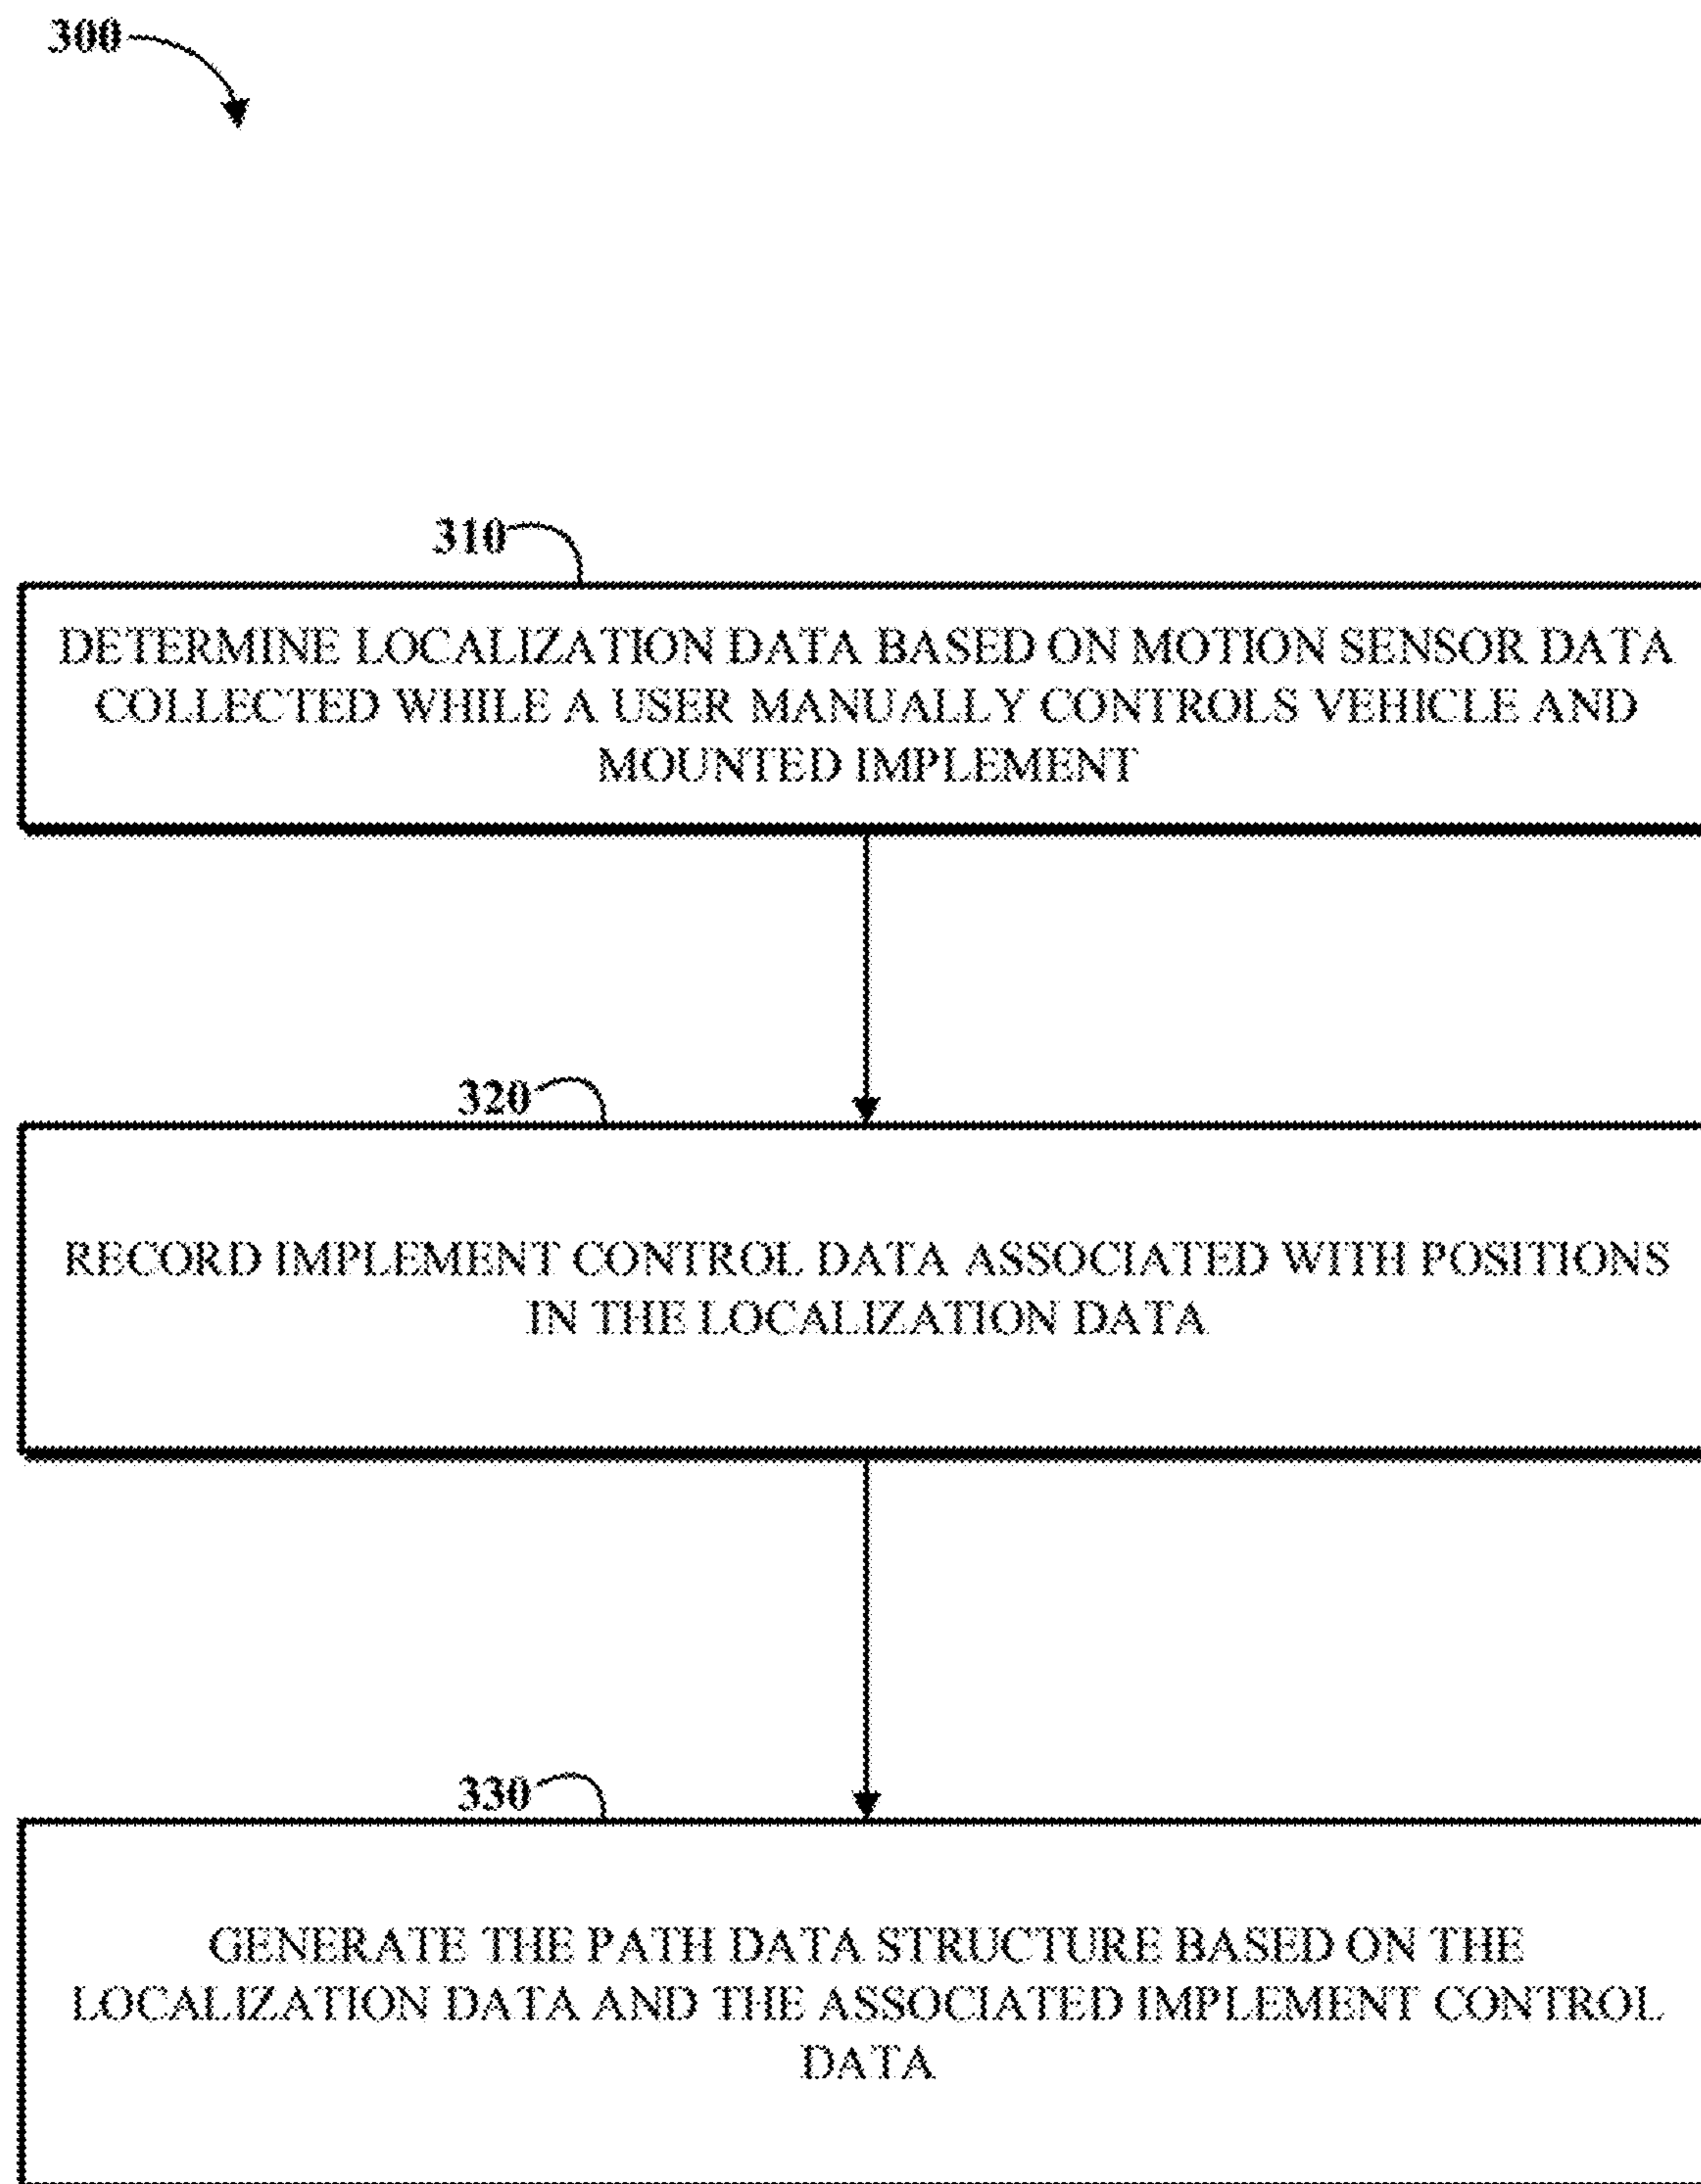 300
310
DETERMINE LOCALIZATION DATA BASED ON MOTION SENSOR DATA
COLLECTED WHILE A USER MANUALLY CONTROLS VEHICLE AND
MOUNTED IMPLEMENT
320
RECORD IMPLEMENT CONTROL DATA ASSOCIATED WITH POSITIONS
IN THE LOCALIZATION DATA
330
GENERATE THE PATH DATA STRUCTURE BASED ON THE
LOCALIZATION DATA AND THE ASSOCIATED IMPLEMENT CONTROL
DATA